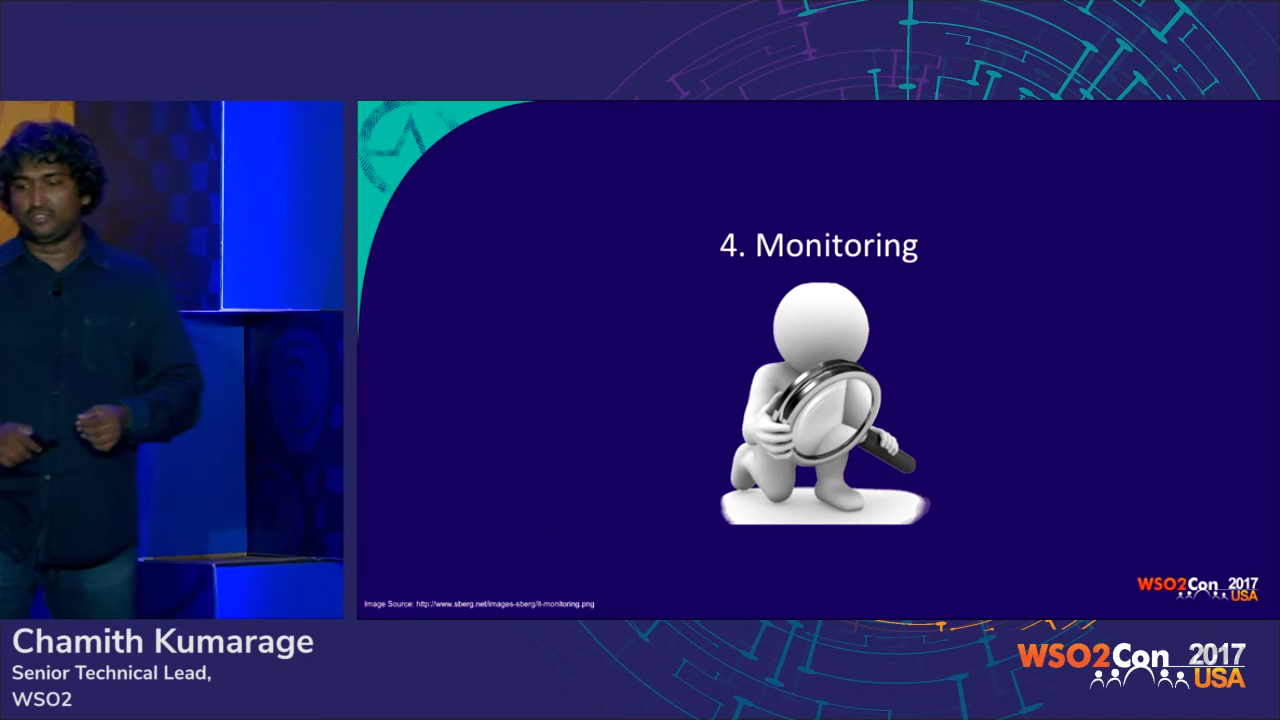 4. Monitoring
WSO2Con 2017
USA
Image Source: http://www.sberg.net/images-sberg/it-monitoring.png
Chamith Kumarage
Senior Technical Lead,
WSO2
WSO2Con 2017
USA